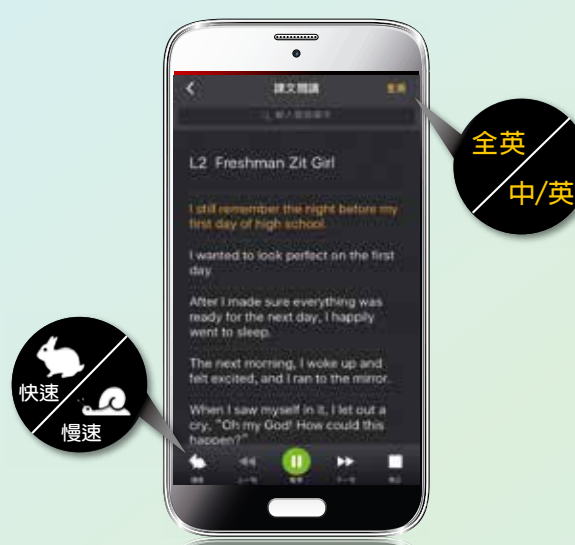 課文閱讀
全英
L2 Freshman Zit Girl
I still remember the night before my
first day of high school.
I wanted to look perfect on the first
day.
After I made sure everything was
ready for the next day, I happily
went to sleep.
The next morning, I woke up and
felt excited, and I ran to the mirror.
When I saw myself in it, I let out a
cry, "Oh my God! How could this
happen?"
全英
中/英
快速
慢速